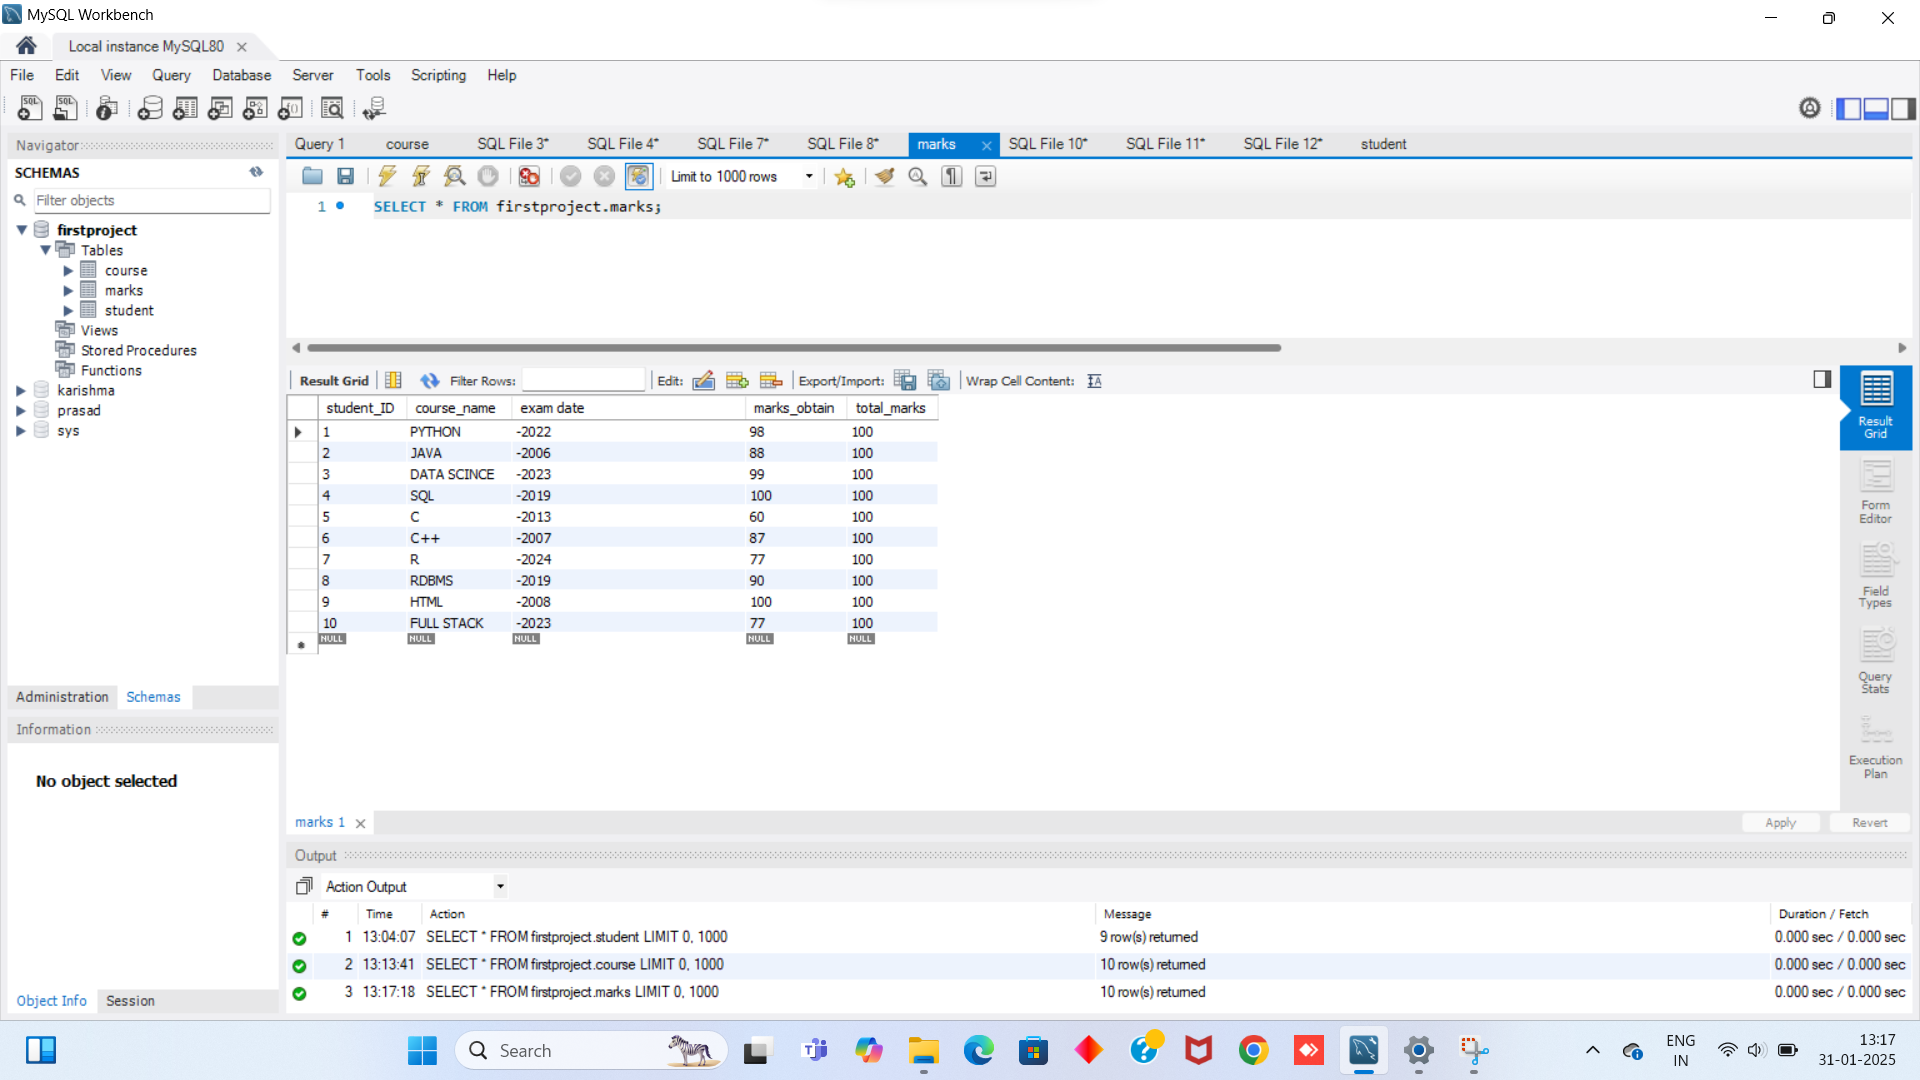 MySQL Workbench
Local instance MySQL80
File Edit View Query Database Server Tools Scripting Help
Navigator
SCHEMAS
Filter objects
firstproject
Tables
course
marks
student
Views
Stored Procedures
Functions
karishma
prasad
sys
Administration Schemas
Information
No object selected
Object Info Session
Query 1 course SQL File 3* SQL File 4* SQL File 7* SQL File 8* marks SQL File 10* SQL File 11* SQL File 12* student
Limit to 1000 rows
1 SELECT * FROM firstproject.marks;
Result Grid Filter Rows: Edit: Export/Import: Wrap Cell Content:
student_ID course_name exam date marks_obtain total_marks
1 PYTHON -2022 98 100
2 JAVA -2006 88 100
3 DATA SCINCE -2023 99 100
4 SQL -2019 100 100
5 C -2013 60 100
6 C++ -2007 87 100
7 R -2024 77 100
8 RDBMS -2019 90 100
9 HTML -2008 100 100
10 FULL STACK -2023 77 100
NULL NULL NULL NULL NULL
Result
Grid
Form
Editor
Field
Types
Query
Stats
Execution
Plan
marks 1
Apply Revert
Output
Action Output
# Time Action Message Duration / Fetch
1 13:04:07 SELECT * FROM firstproject.student LIMIT 0, 1000 9 row(s) returned 0.000 sec / 0.000 sec
2 13:13:41 SELECT * FROM firstproject.course LIMIT 0, 1000 10 row(s) returned 0.000 sec / 0.000 sec
3 13:17:18 SELECT * FROM firstproject.marks LIMIT 0, 1000 10 row(s) returned 0.000 sec / 0.000 sec
Search
ENG
IN
13:17
31-01-2025